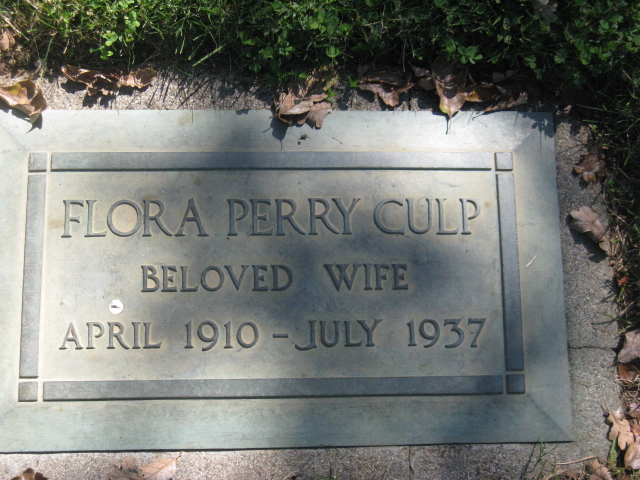 FLORA PERRY CULP
BELOVED WIFE
APRIL 1910 - JULY 1937